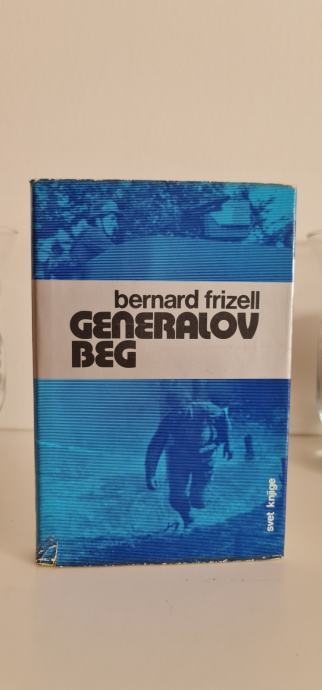 bernard frizell
GENERALOV
BEG
svet knjige